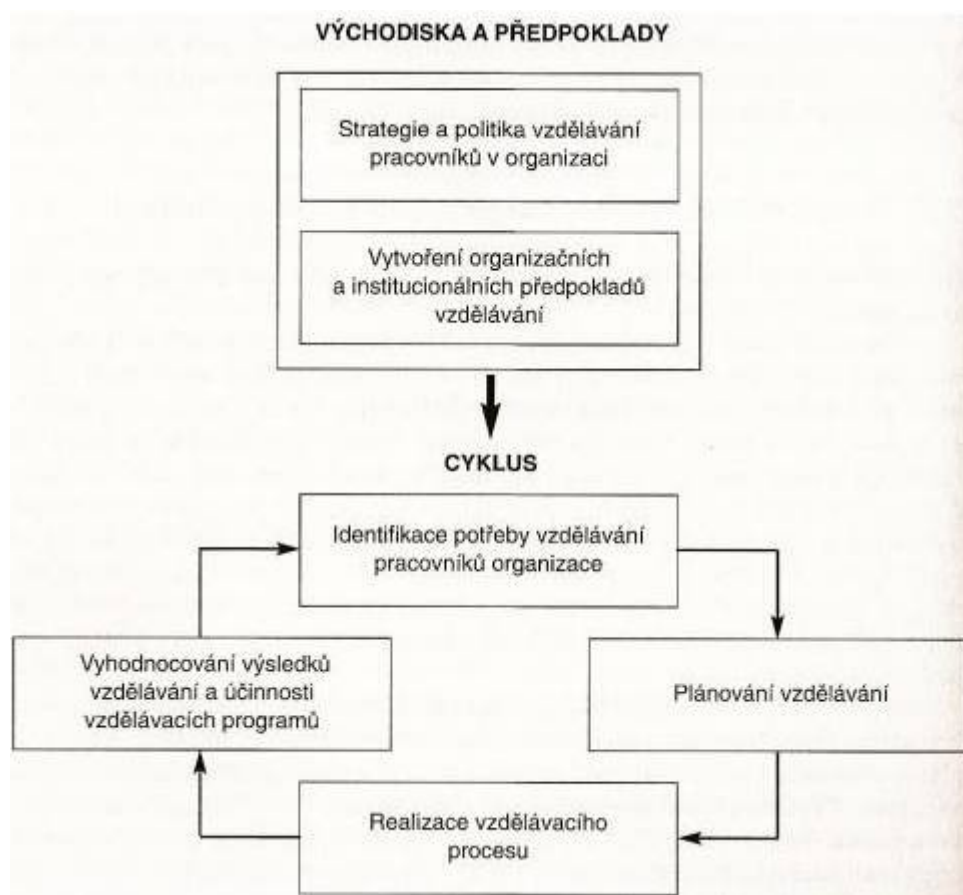 VÝCHODISKA A PŘEDPOKLADY
Strategie a politika vzdělávání
pracovníků v organizaci
Vytvoření organizačních
a institucionálních předpokladů
vzdělávání
CYKLUS
Identifikace potřeby vzdělávání
pracovníků organizace
Vyhodnocování výsledků
vzdělávání a účinnosti
vzdělávacích programů
Plánování vzdělávání
Realizace vzdělávacího
procesu